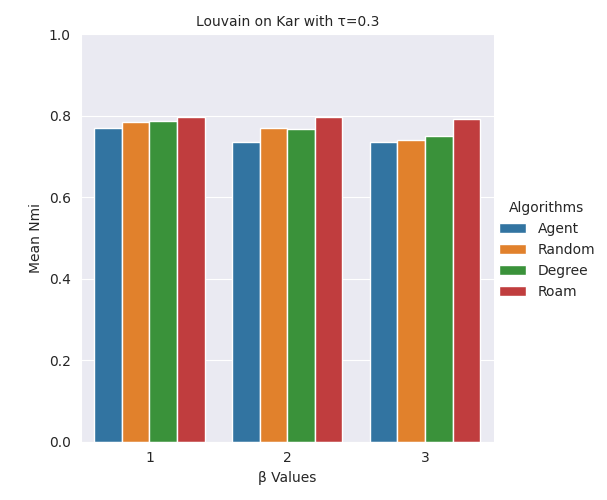 Louvain on Kar with τ=0.3
1.0
0.8
0.6
0.4
0.2
0.0
Mean Nmi
1 2 3
β Values
Algorithms
Agent
Random
Degree
Roam